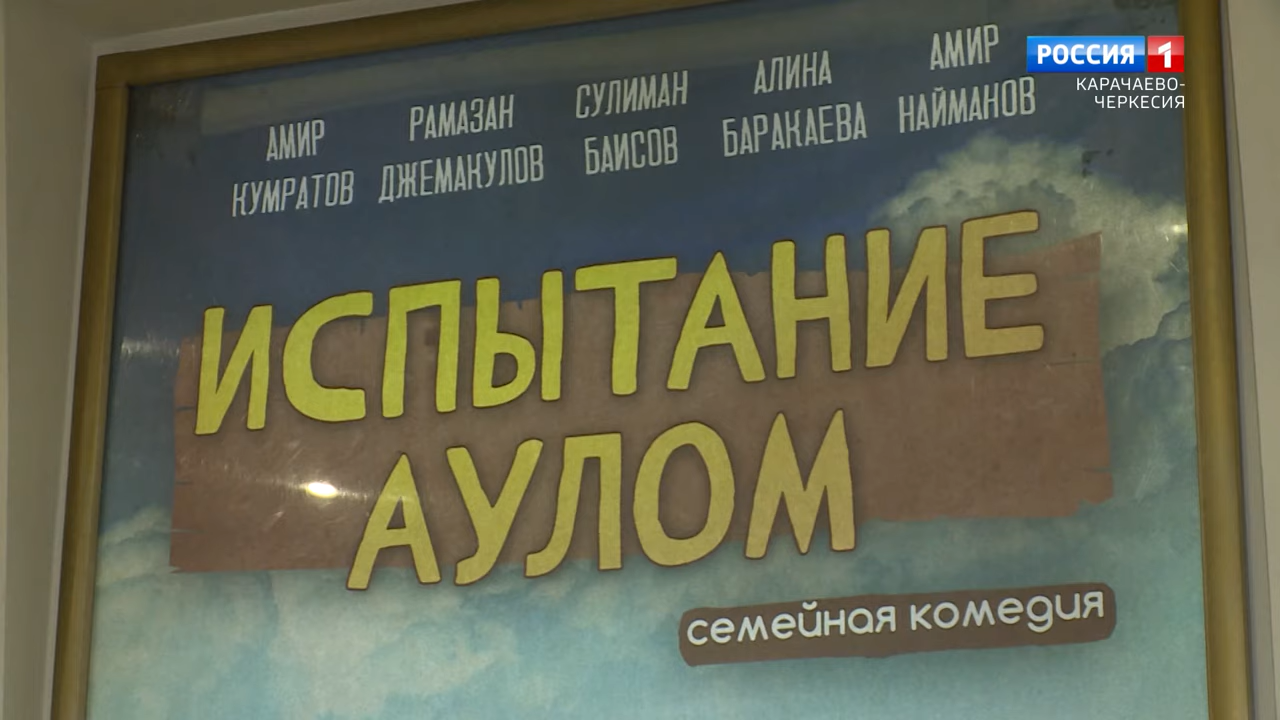 РОССИЯ 1
КАРАЧАЕВО-
ЧЕРКЕСИЯ
АМИР КУМРАТОВ
РАМАЗАН ДЖЕМАКУЛОВ
СУЛИМАН БАИСОВ
АЛИНА БАРАКАЕВА
АМИР НАЙМАНОВ
ИСПЫТАНИЕ
АУЛОМ
семейная комедия